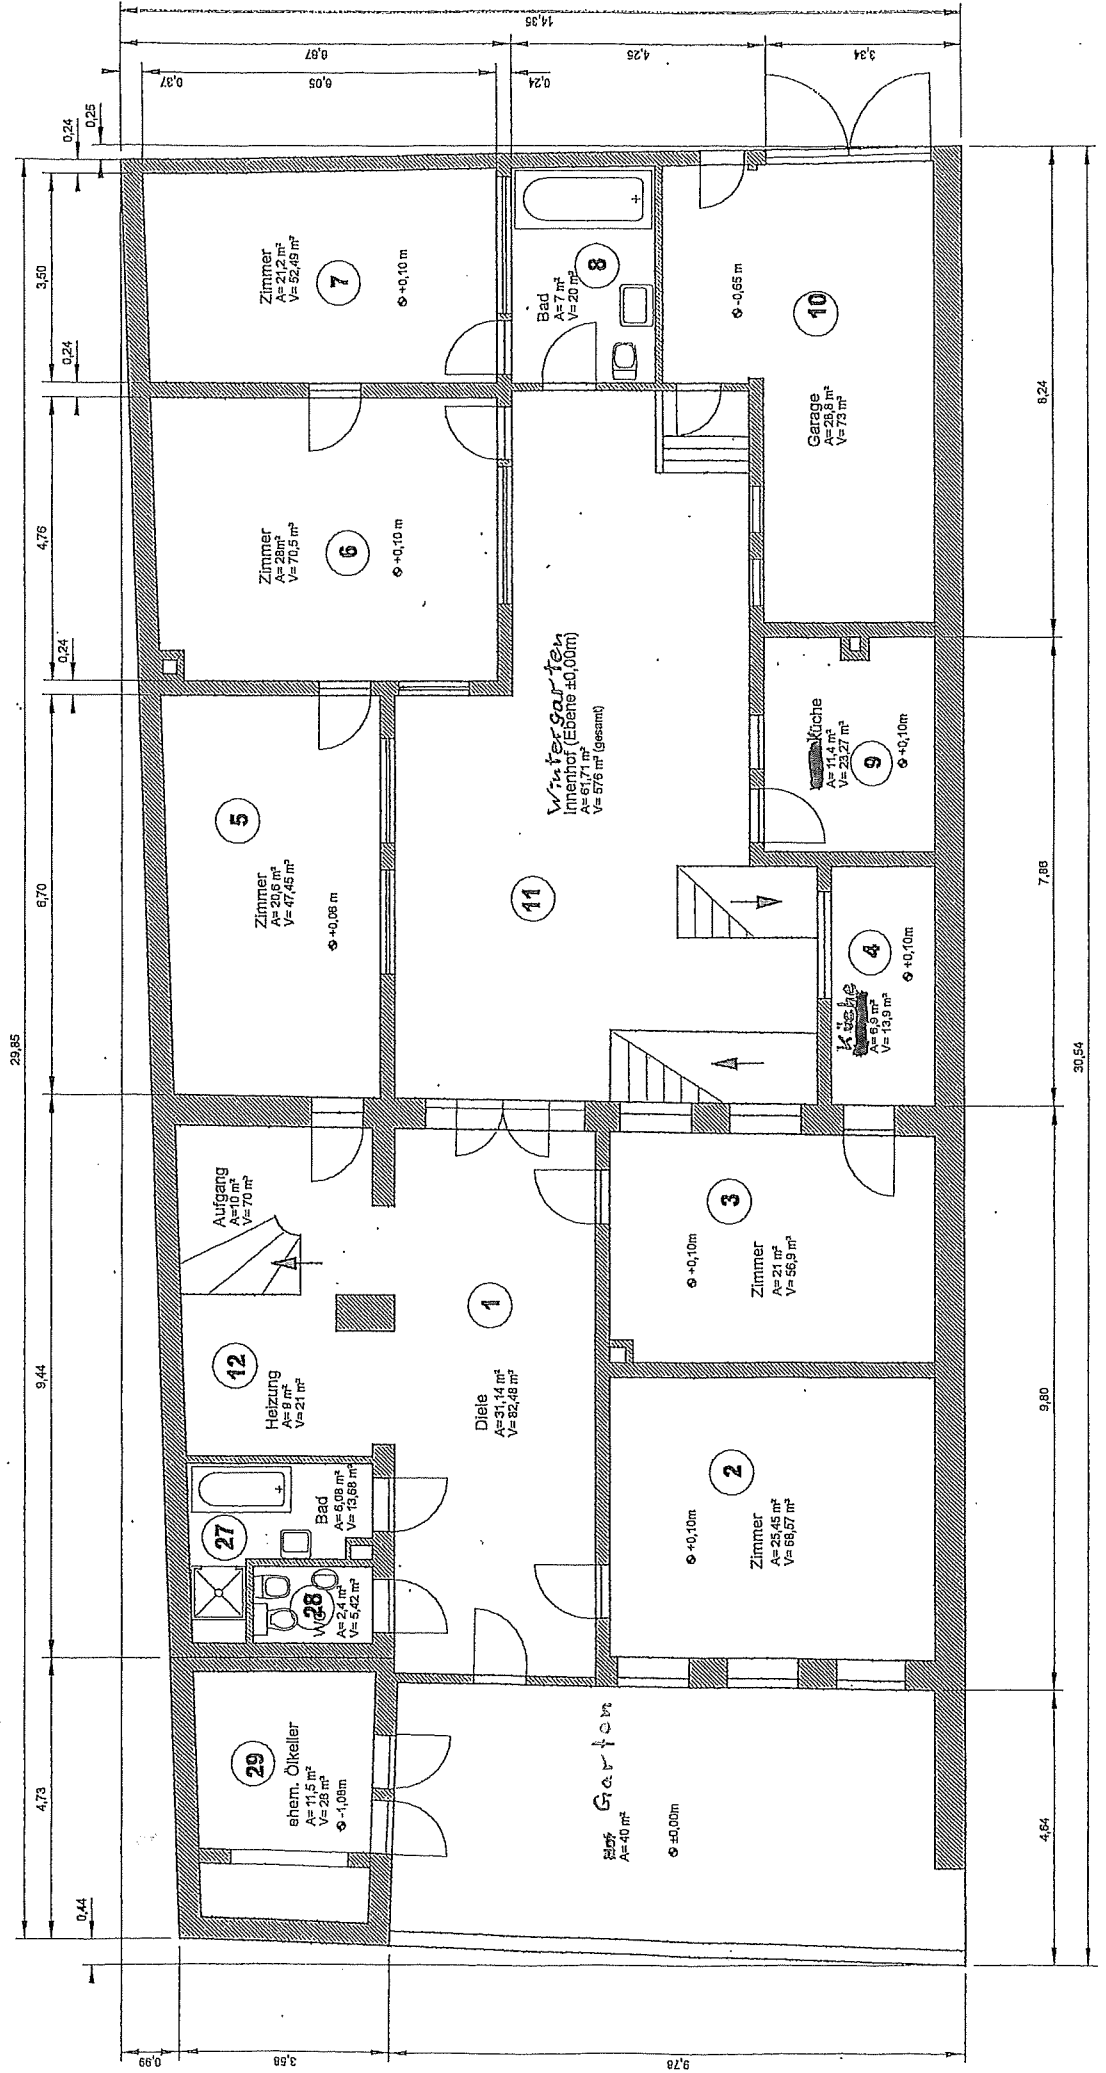 14,35
6,67
4,25
3,34
0,37
6,05
0,24
0,25
0,24
3,50
0,24
4,76
0,24
6,70
29,85
9,44
4,73
0,44
Zimmer
A= 21,2 m²
V= 52,49 m³
7
+0,10 m
Bad
A= 7 m²
V= 20 m³
8
-0,65 m
10
Garage
A= 28,8 m²
V= 73 m³
Zimmer
A= 28m²
V= 70,5 m³
6
+0,10 m
Wintergarten
Innenhof (Ebene ±0,00m)
A= 61,71 m²
V= 576 m³ (gesamt)
11
Küche
A= 11,4 m²
V= 23,27 m³
9
+0,10m
5
Zimmer
A= 20,6 m²
V= 47,45 m³
+0,08 m
Küche
A= 6,9 m²
V= 13,9 m³
4
+0,10m
Aufgang
A=10 m²
V= 70 m³
12
Heizung
A= 9 m²
V= 21 m³
1
Diele
A= 31,14 m²
V= 82,48 m³
3
+0,10m
Zimmer
A= 21 m²
V= 56,9 m³
27
Bad
A= 6,08 m²
V= 13,68 m³
28
A= 2,4 m²
V= 5,42 m³
2
+0,10m
Zimmer
A= 25,45 m²
V= 68,57 m³
29
ehem. Ölkeller
A= 11,5 m²
V= 28 m³
-1,08m
Garten
A= 40 m²
±0,00m
8,24
7,86
30,54
9,80
4,64
0,99
3,58
9,78